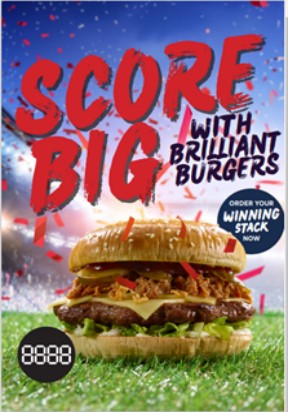 SCORE
BIG
WITH
BRILLIANT
BURGERS
ORDER YOUR
WINNING
STACK
NOW
8888